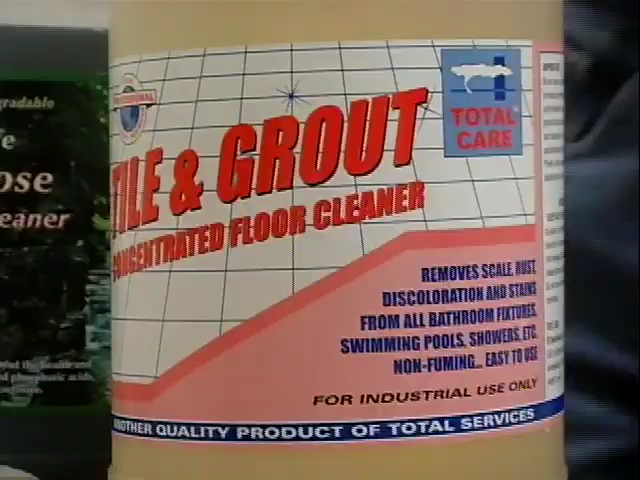 TILE & GROUT
CONCENTRATED FLOOR CLEANER
TOTAL
CARE
REMOVES SCALE, RUST,
DISCOLORATION AND STAINS
FROM ALL BATHROOM FIXTURES,
SWIMMING POOLS, SHOWERS, ETC.
NON-FUMING... EASY TO USE
FOR INDUSTRIAL USE ONLY
ANOTHER QUALITY PRODUCT OF TOTAL SERVICES
gradable
fe
ose
eaner